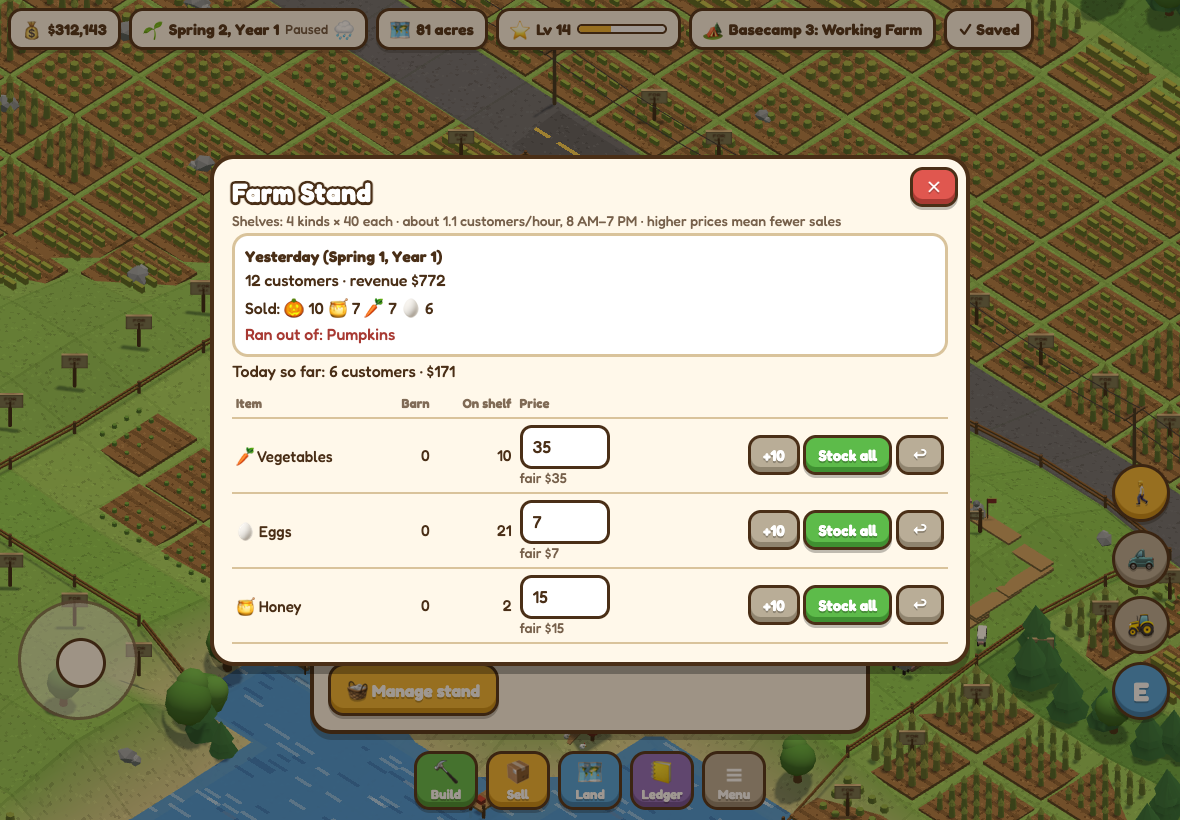 $312,143
Spring 2, Year 1 Paused
81 acres
Lv 14
Basecamp 3: Working Farm
✓ Saved
Farm Stand
Shelves: 4 kinds × 40 each · about 1.1 customers/hour, 8 AM–7 PM · higher prices mean fewer sales
Yesterday (Spring 1, Year 1)
12 customers · revenue $772
Sold: 10 7 7 6
Ran out of: Pumpkins
Today so far: 6 customers · $171
Item Barn On shelf Price
Vegetables 0 10 35 +10 Stock all
fair $35
Eggs 0 21 7 +10 Stock all
fair $7
Honey 0 2 15 +10 Stock all
fair $15
Manage stand
E
Build Sell Land Ledger Menu